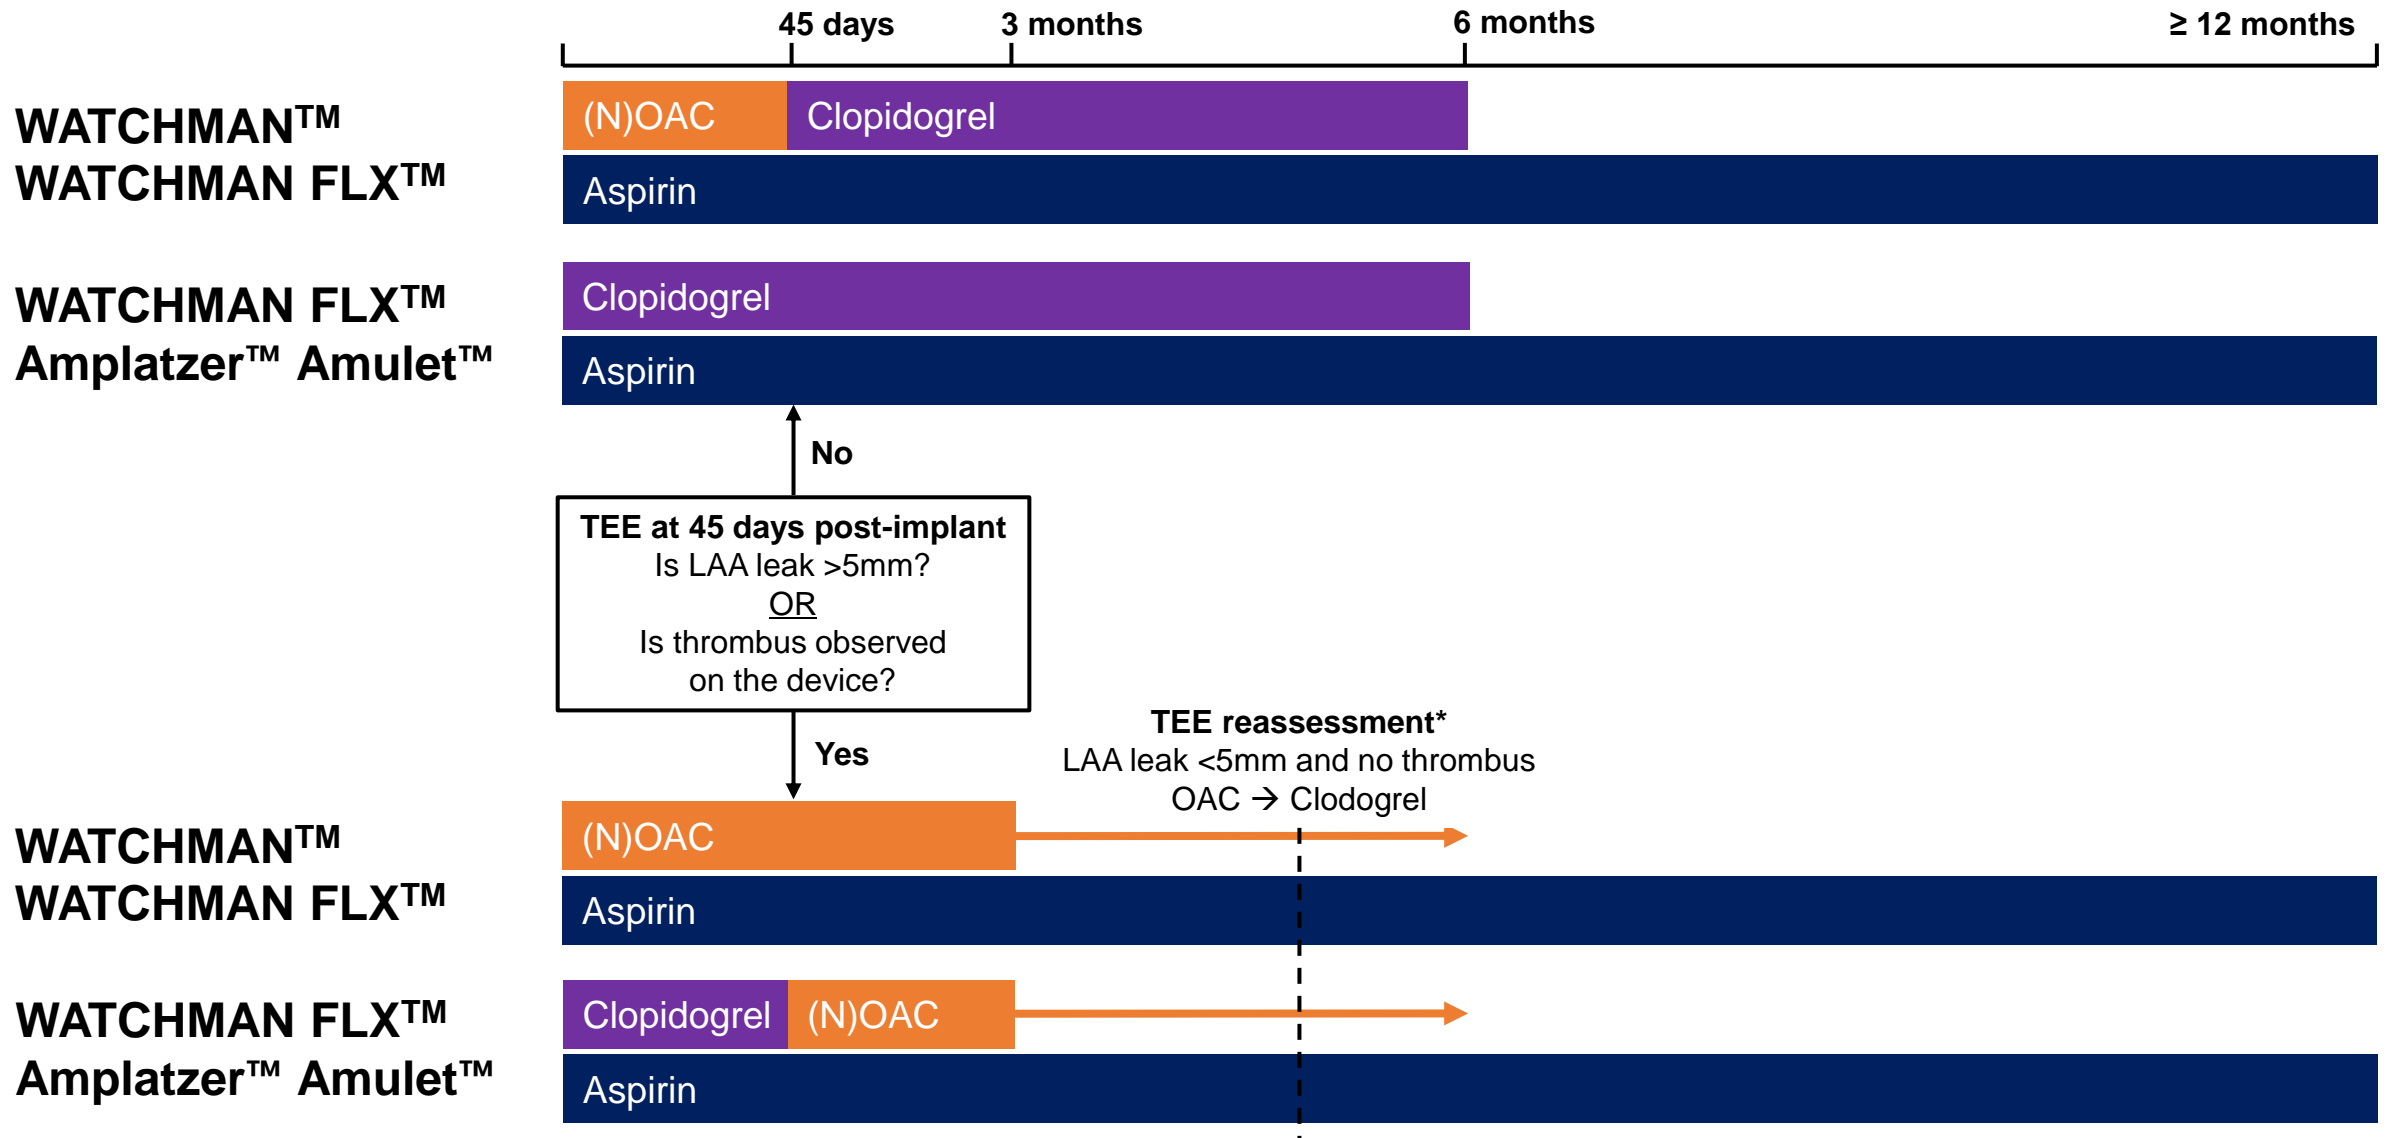 45 days 3 months 6 months ≥ 12 months
WATCHMAN™
WATCHMAN FLX™
(N)OAC Clopidogrel
Aspirin
WATCHMAN FLX™
Amplatzer™ Amulet™
Clopidogrel
Aspirin
No
TEE at 45 days post-implant
Is LAA leak >5mm?
OR
Is thrombus observed
on the device?
Yes
TEE reassessment*
LAA leak <5mm and no thrombus
OAC → Clodogrel
WATCHMAN™
WATCHMAN FLX™
(N)OAC
Aspirin
WATCHMAN FLX™
Amplatzer™ Amulet™
Clopidogrel (N)OAC
Aspirin